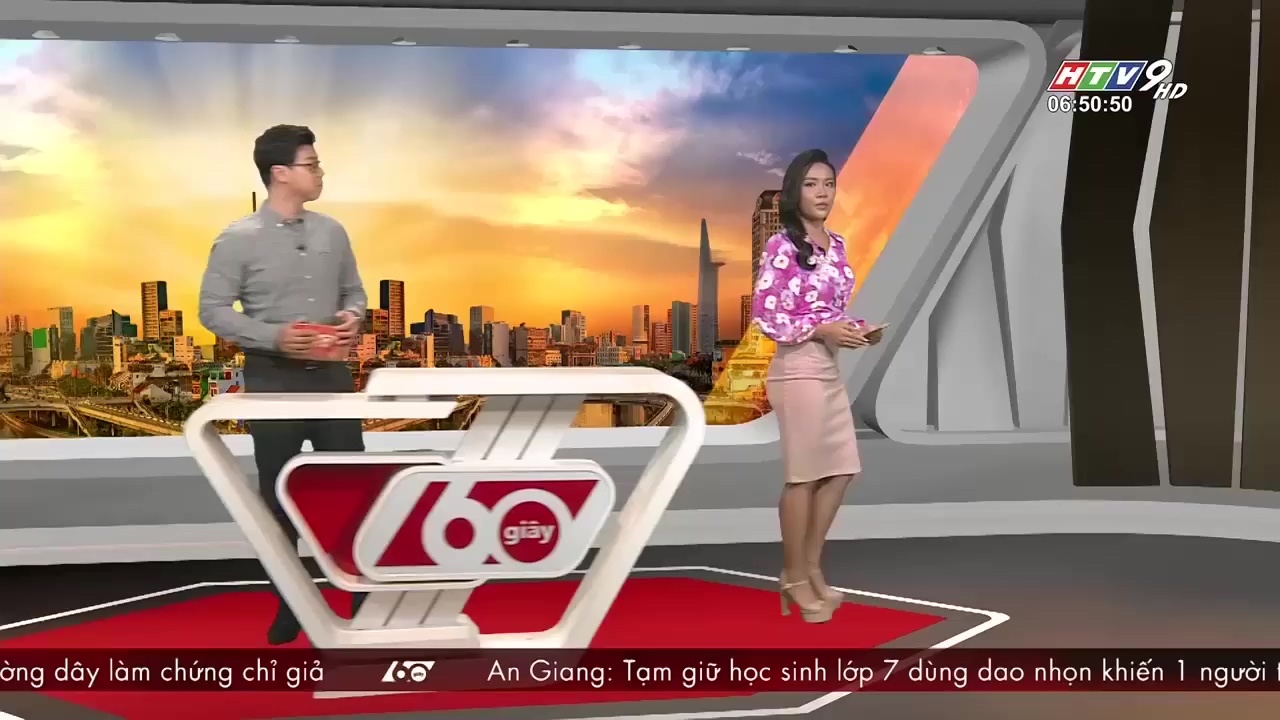 HTV9 HD
06:50:50
60 giây
ờng dây làm chứng chỉ giả 60 giây An Giang: Tạm giữ học sinh lớp 7 dùng dao nhọn khiến 1 người